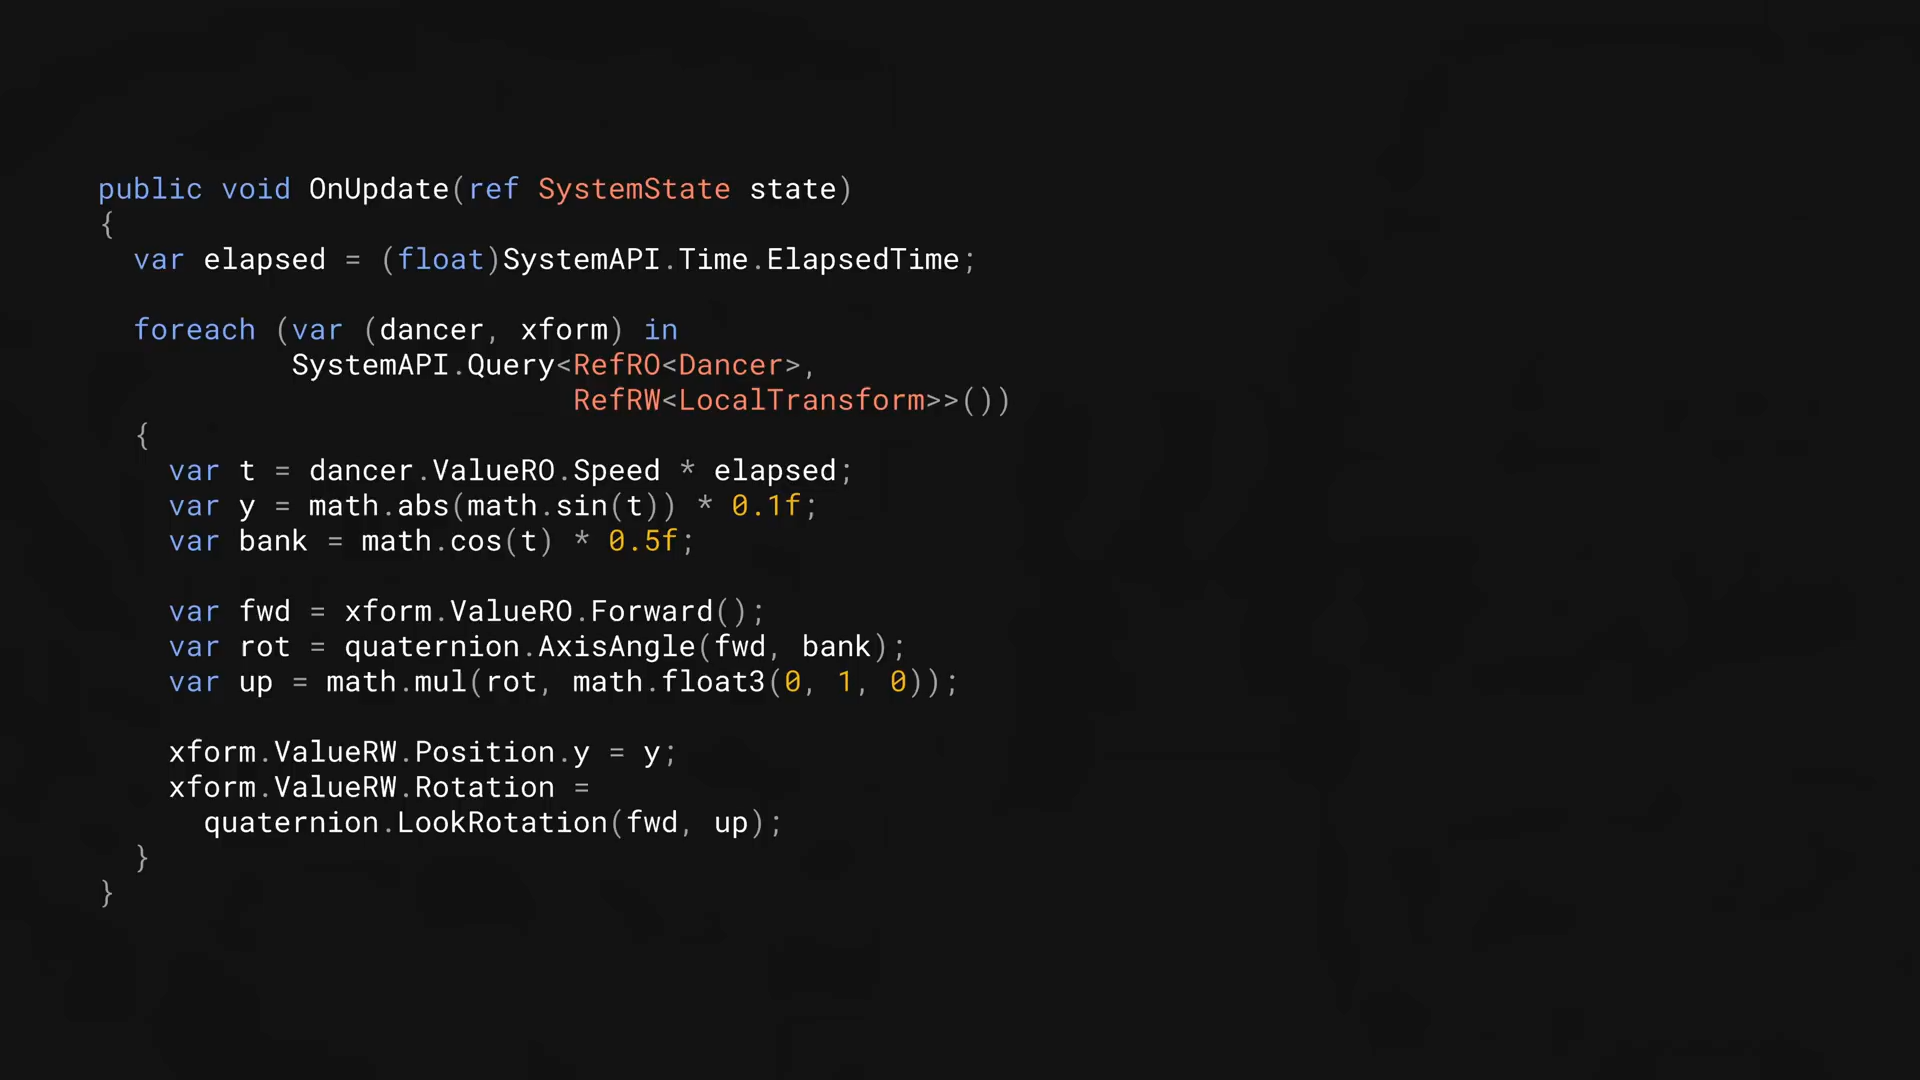 public void OnUpdate(ref SystemState state)
{
  var elapsed = (float)SystemAPI.Time.ElapsedTime;

  foreach (var (dancer, xform) in
           SystemAPI.Query<RefRO<Dancer>,
                           RefRW<LocalTransform>>())
  {
    var t = dancer.ValueRO.Speed * elapsed;
    var y = math.abs(math.sin(t)) * 0.1f;
    var bank = math.cos(t) * 0.5f;

    var fwd = xform.ValueRO.Forward();
    var rot = quaternion.AxisAngle(fwd, bank);
    var up = math.mul(rot, math.float3(0, 1, 0));

    xform.ValueRW.Position.y = y;
    xform.ValueRW.Rotation =
      quaternion.LookRotation(fwd, up);
  }
}